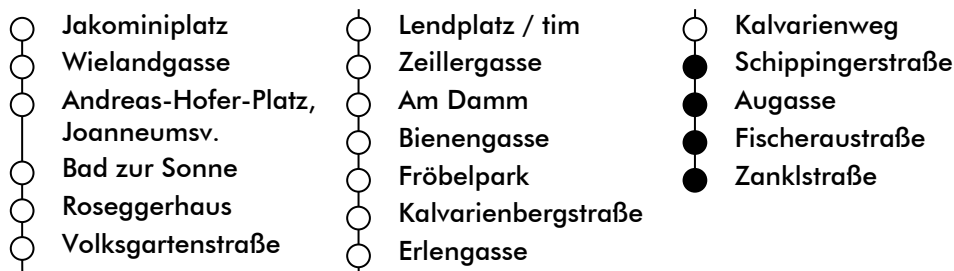 Jakominiplatz
Wielandgasse
Andreas-Hofer-Platz,
Joanneumsv.
Bad zur Sonne
Roseggerhaus
Volksgartenstraße
Lendplatz / tim
Zeillergasse
Am Damm
Bienengasse
Fröbelpark
Kalvarienbergstraße
Erlengasse
Kalvarienweg
Schippingerstraße
Augasse
Fischeraustraße
Zanklstraße